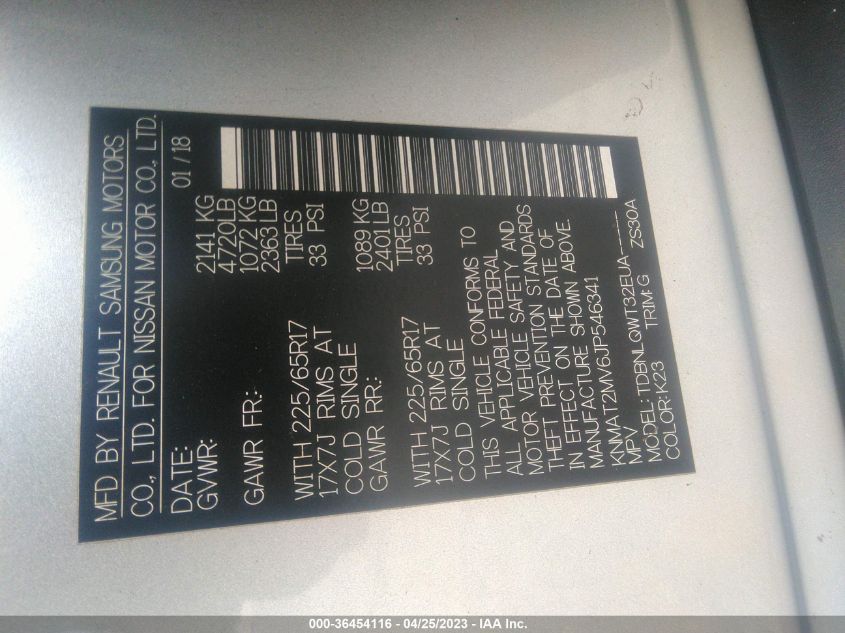 MFD BY RENAULT SAMSUNG MOTORS
CO., LTD. FOR NISSAN MOTOR CO., LTD.
DATE: 01 / 18
GVWR: 2141 KG
4720LB
GAWR FR.: 1072 KG
2363 LB
WITH 225/65R17 TIRES
17X7J RIMS AT 33 PSI
COLD SINGLE
GAWR RR.: 1089 KG
2401 LB
WITH 225/65R17 TIRES
17X7J RIMS AT 33 PSI
COLD SINGLE
THIS VEHICLE CONFORMS TO
ALL APPLICABLE FEDERAL
MOTOR VEHICLE SAFETY AND
THEFT PREVENTION STANDARDS
IN EFFECT ON THE DATE OF
MANUFACTURE SHOWN ABOVE.
KNMAT2MV6JP546341
MPV
MODEL: TDBNLQWT32EUA-----
COLOR: K23 TRIM: G ZS30A
000-36454116 - 04/25/2023 - IAA Inc.